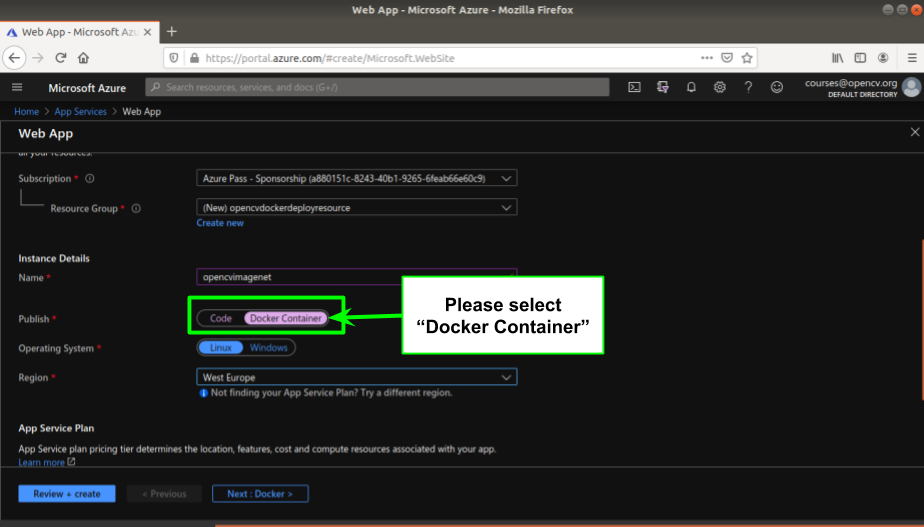 Web App - Microsoft Azure - Mozilla Firefox
Web App - Microsoft Azu
https://portal.azure.com/#create/Microsoft.WebSite
Microsoft Azure
Search resources, services, and docs (G+/)
courses@opencv.org
DEFAULT DIRECTORY
Home > App Services > Web App
Web App
all your resources.
Subscription *
Azure Pass - Sponsorship (a880151c-8243-40b1-9265-6feab66e60c9)
Resource Group *
(New) opencvdockerdeployresource
Create new
Instance Details
Name *
opencvimagenet
Please select
“Docker Container”
Publish *
Code Docker Container
Operating System *
Linux Windows
Region *
West Europe
Not finding your App Service Plan? Try a different region.
App Service Plan
App Service plan pricing tier determines the location, features, cost and compute resources associated with your app.
Learn more
Review + create
< Previous
Next : Docker >